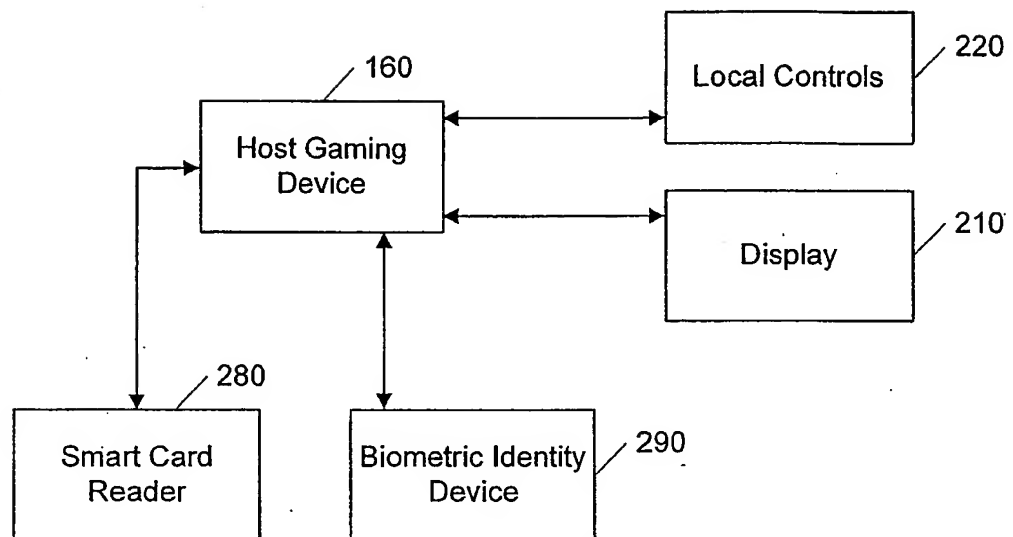 220
Local Controls
160
Host Gaming
Device
210
Display
280
Smart Card
Reader
290
Biometric Identity
Device